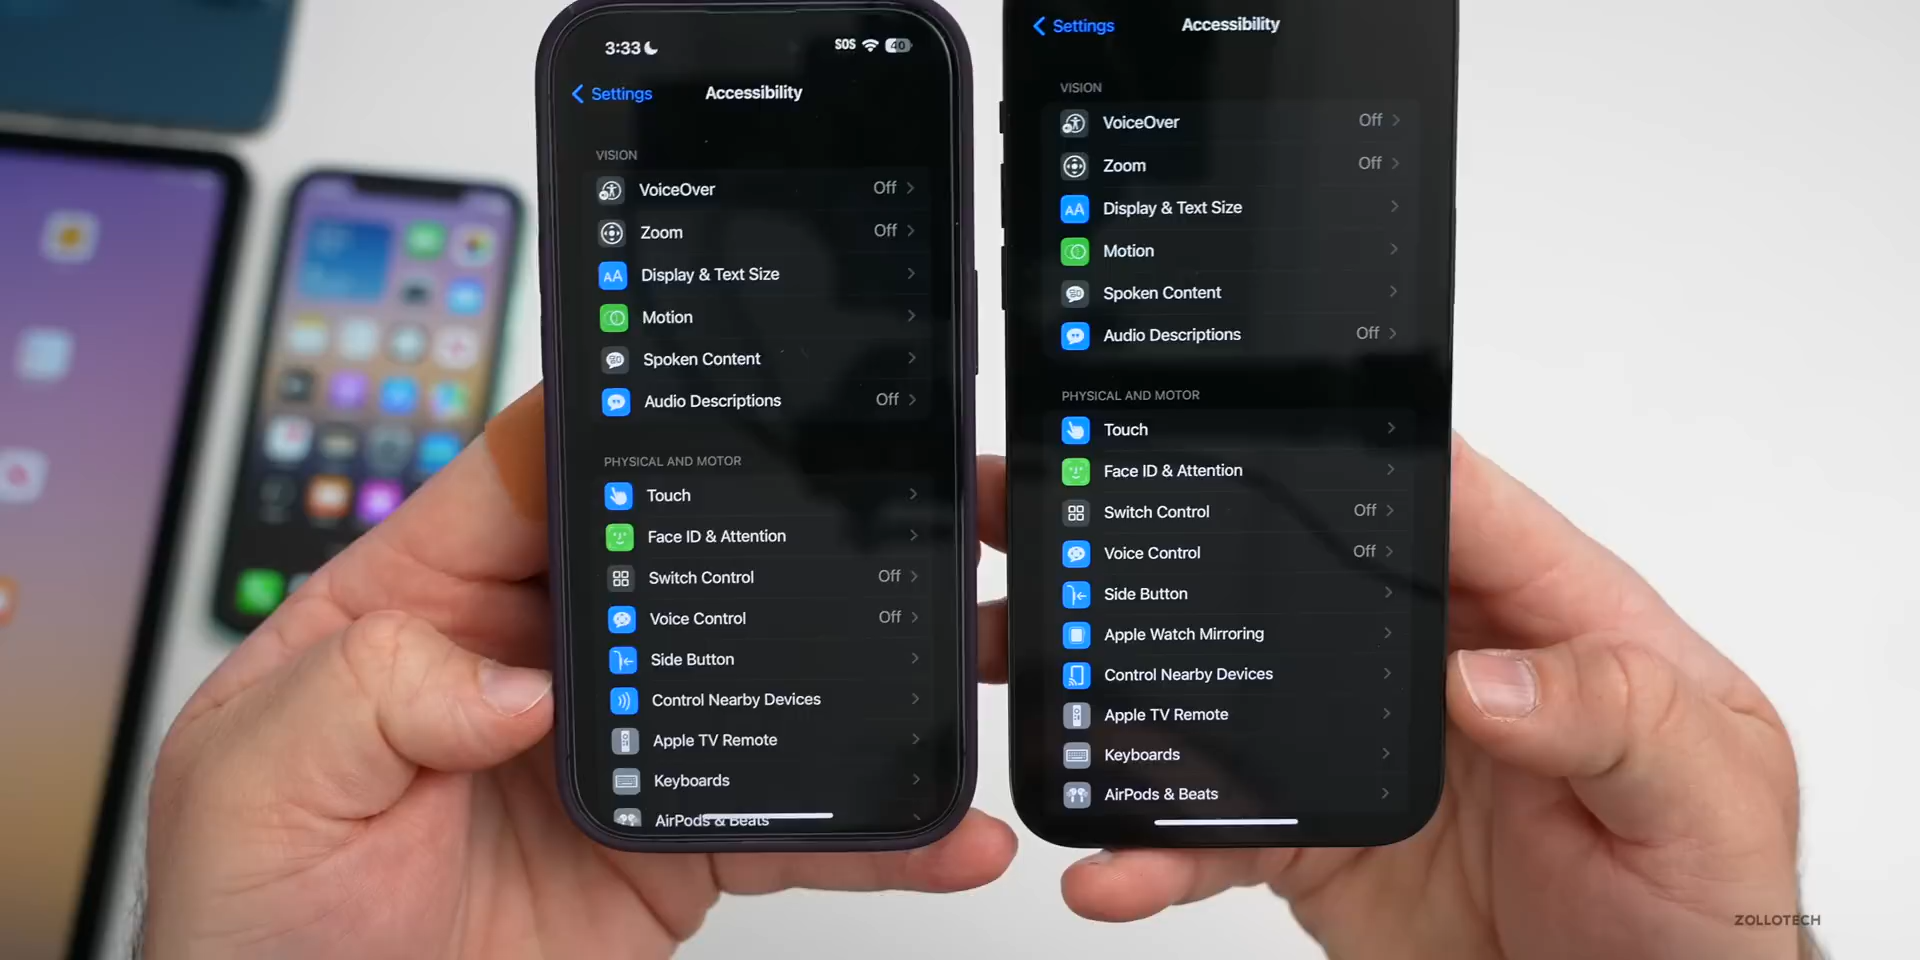 3:33
SOS
40
Settings
Accessibility
VISION
VoiceOver Off
Zoom Off
AA Display & Text Size
Motion
Spoken Content
Audio Descriptions Off
PHYSICAL AND MOTOR
Touch
Face ID & Attention
Switch Control Off
Voice Control Off
Side Button
Control Nearby Devices
Apple TV Remote
Keyboards
AirPods & Beats
Settings
Accessibility
VISION
VoiceOver Off
Zoom Off
AA Display & Text Size
Motion
Spoken Content
Audio Descriptions Off
PHYSICAL AND MOTOR
Touch
Face ID & Attention
Switch Control Off
Voice Control Off
Side Button
Apple Watch Mirroring
Control Nearby Devices
Apple TV Remote
Keyboards
AirPods & Beats
ZOLLOTECH